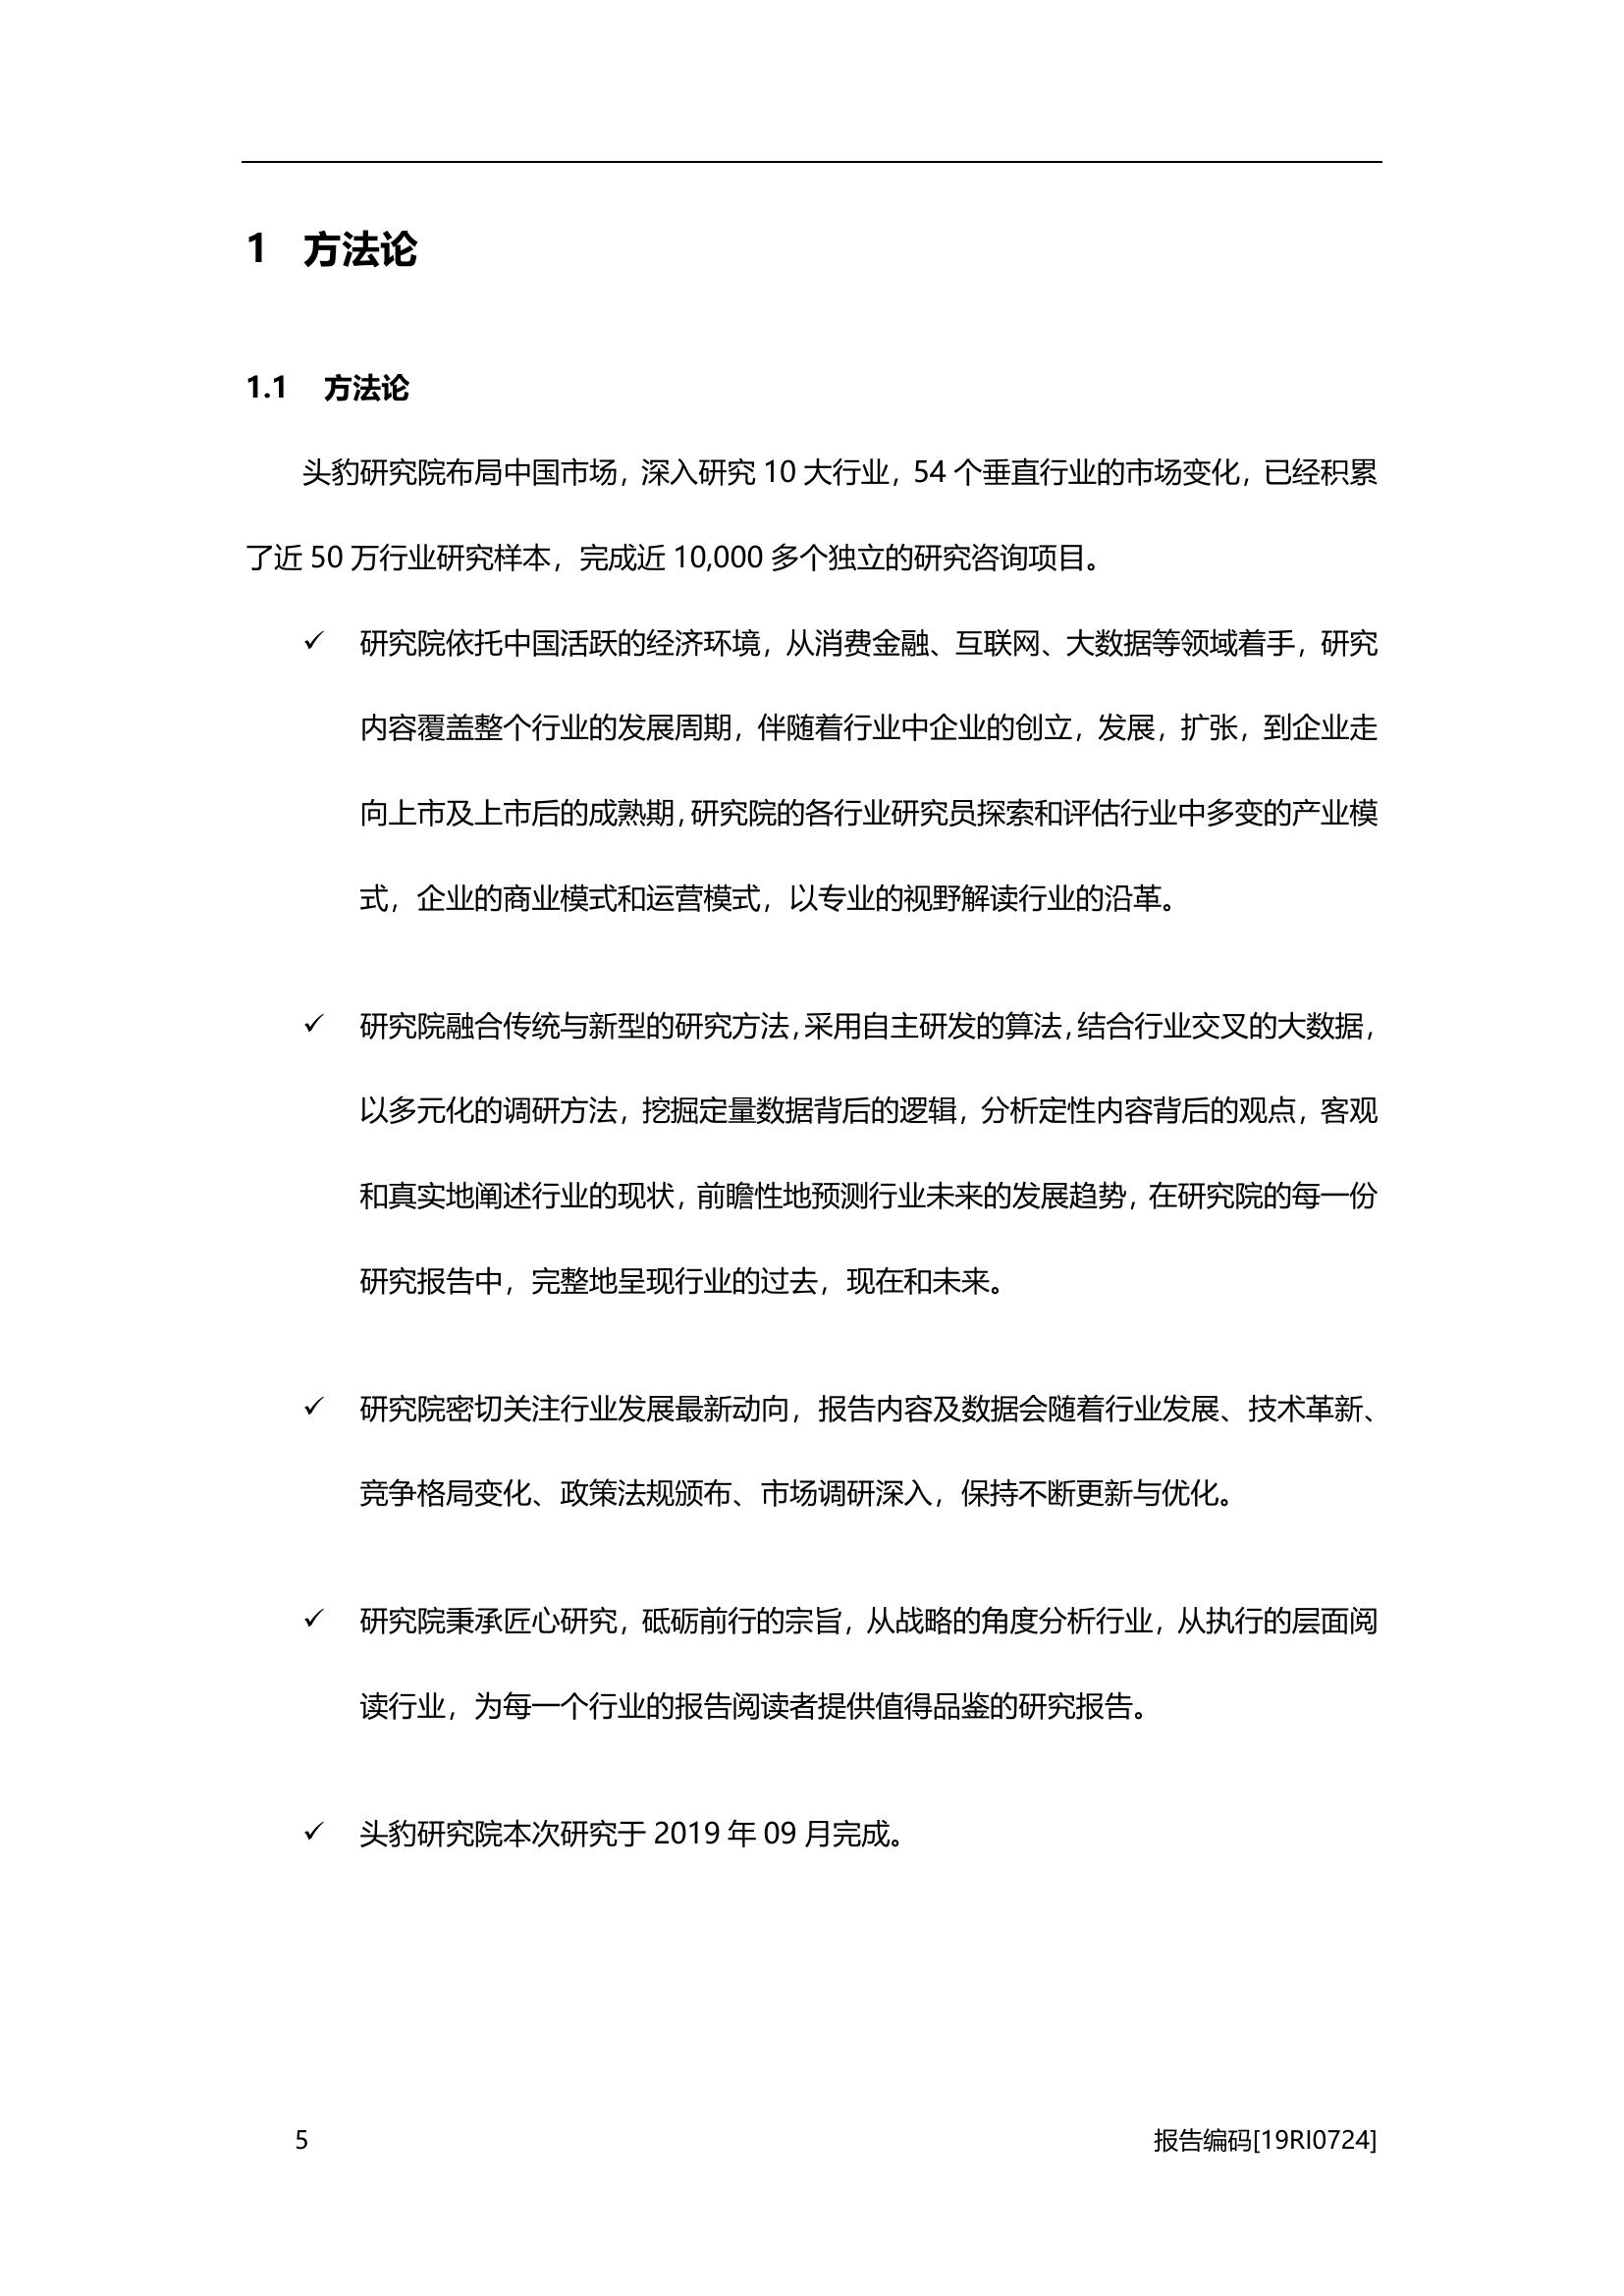 1 方法论
1.1 方法论
头豹研究院布局中国市场，深入研究 10 大行业，54 个垂直行业的市场变化，已经积累
了近 50 万行业研究样本，完成近 10,000 多个独立的研究咨询项目。
✓ 研究院依托中国活跃的经济环境，从消费金融、互联网、大数据等领域着手，研究
内容覆盖整个行业的发展周期，伴随着行业中企业的创立，发展，扩张，到企业走
向上市及上市后的成熟期，研究院的各行业研究员探索和评估行业中多变的产业模
式，企业的商业模式和运营模式，以专业的视野解读行业的沿革。
✓ 研究院融合传统与新型的研究方法，采用自主研发的算法，结合行业交叉的大数据，
以多元化的调研方法，挖掘定量数据背后的逻辑，分析定性内容背后的观点，客观
和真实地阐述行业的现状，前瞻性地预测行业未来的发展趋势，在研究院的每一份
研究报告中，完整地呈现行业的过去，现在和未来。
✓ 研究院密切关注行业发展最新动向，报告内容及数据会随着行业发展、技术革新、
竞争格局变化、政策法规颁布、市场调研深入，保持不断更新与优化。
✓ 研究院秉承匠心研究，砥砺前行的宗旨，从战略的角度分析行业，从执行的层面阅
读行业，为每一个行业的报告阅读者提供值得品鉴的研究报告。
✓ 头豹研究院本次研究于 2019 年 09 月完成。
5 报告编码[19RI0724]